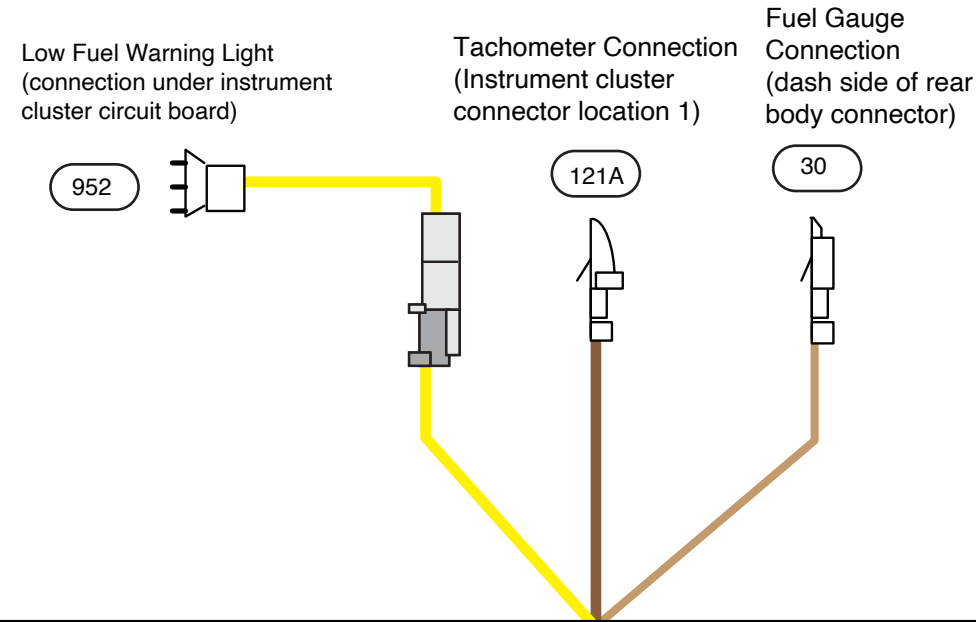 Low Fuel Warning Light
(connection under instrument
cluster circuit board)
952
Tachometer Connection
(Instrument cluster
connector location 1)
121A
Fuel Gauge
Connection
(dash side of rear
body connector)
30